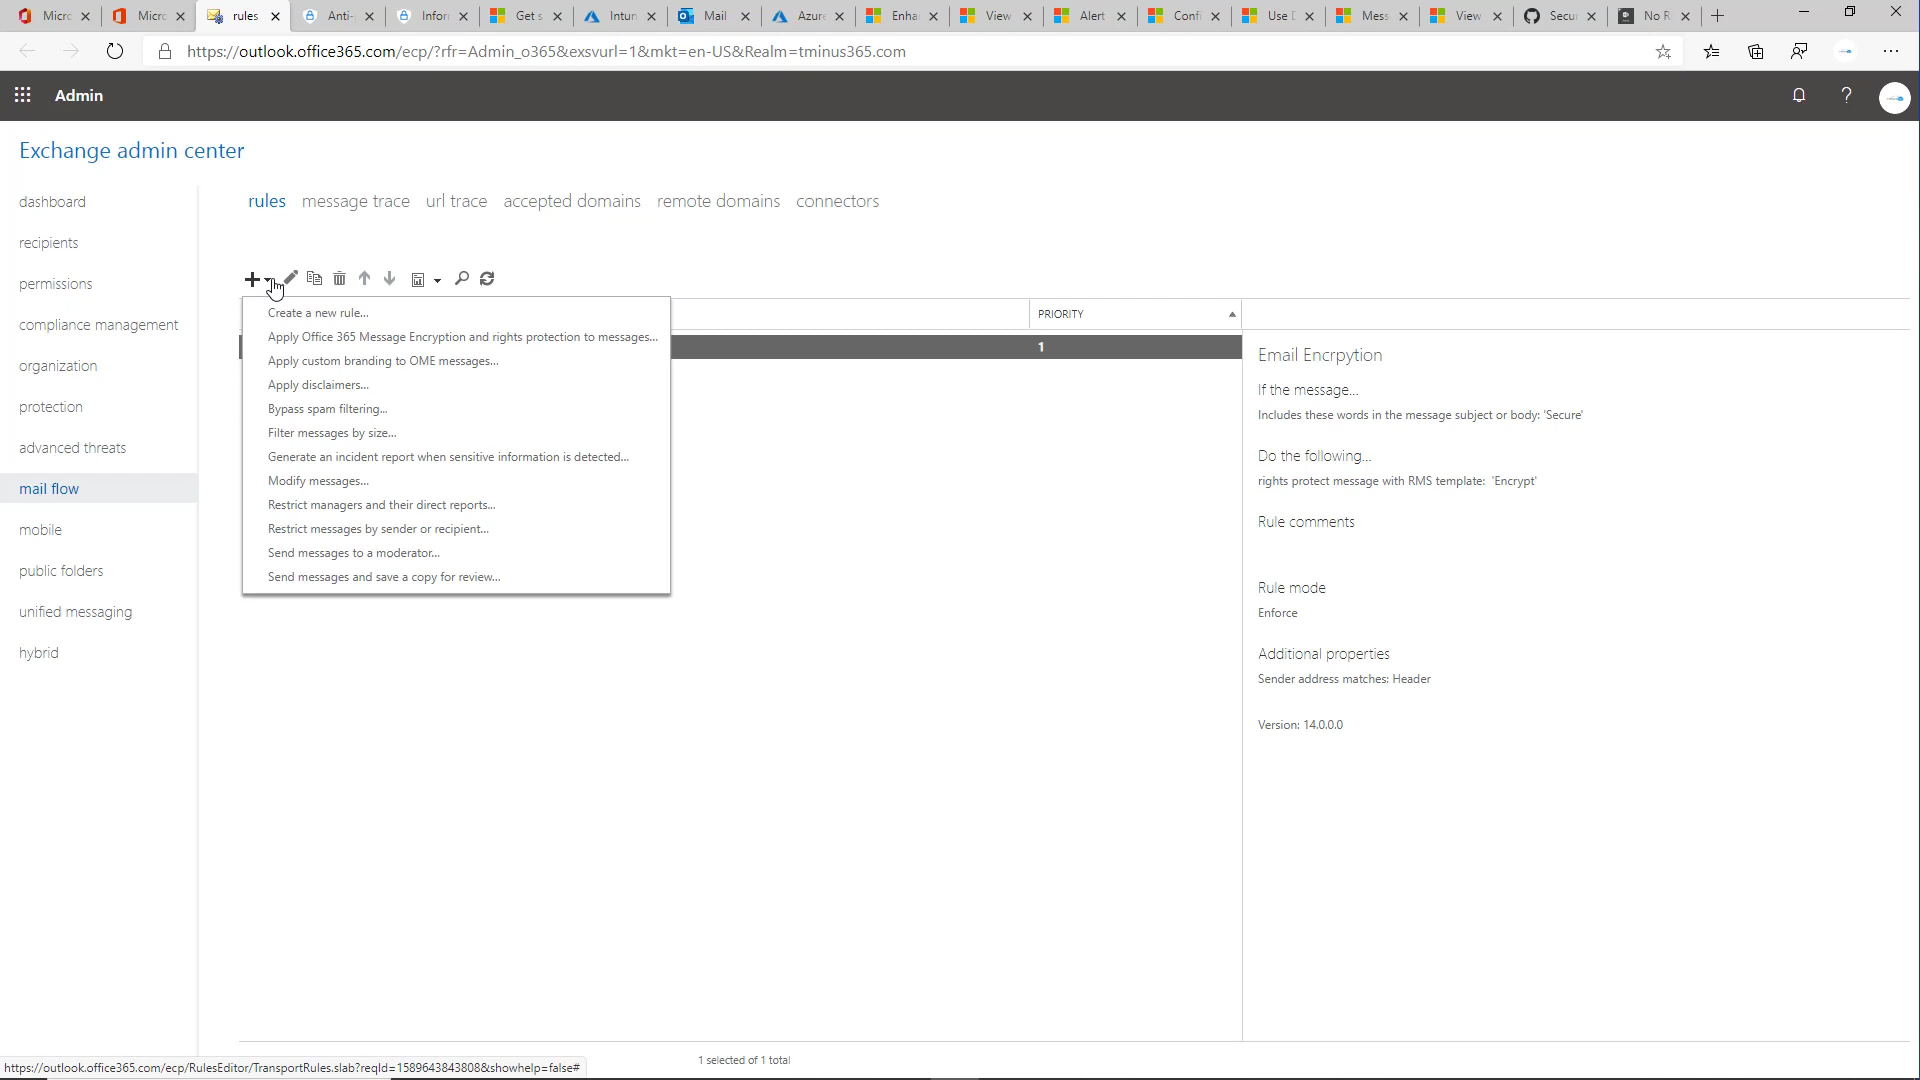 Micro
Micro
rules
Anti-
Infor
Get s
Intun
Mail
Azure
Enha
View
Alert
Confi
Use D
Mess
View
Secu
No R
https://outlook.office365.com/ecp/?rfr=Admin_o365&exsvurl=1&mkt=en-US&Realm=tminus365.com
Admin
?
Exchange admin center
dashboard
recipients
permissions
compliance management
organization
protection
advanced threats
mail flow
mobile
public folders
unified messaging
hybrid
rules message trace url trace accepted domains remote domains connectors
Create a new rule...
Apply Office 365 Message Encryption and rights protection to messages...
Apply custom branding to OME messages...
Apply disclaimers...
Bypass spam filtering...
Filter messages by size...
Generate an incident report when sensitive information is detected...
Modify messages...
Restrict managers and their direct reports...
Restrict messages by sender or recipient...
Send messages to a moderator...
Send messages and save a copy for review...
PRIORITY
1
Email Encrpytion
If the message...
Includes these words in the message subject or body: 'Secure'
Do the following...
rights protect message with RMS template: 'Encrypt'
Rule comments
Rule mode
Enforce
Additional properties
Sender address matches: Header
Version: 14.0.0.0
1 selected of 1 total
https://outlook.office365.com/ecp/RulesEditor/TransportRules.slab?reqId=1589643843808&showhelp=false#